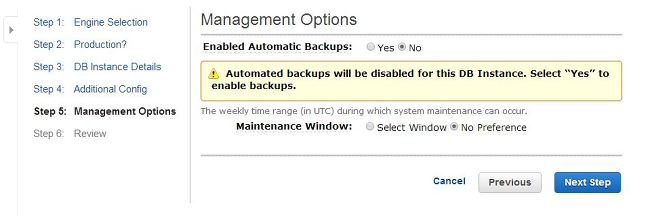 Management Options
Step 1: Engine Selection
Step 2: Production?
Step 3: DB Instance Details
Step 4: Additional Config
Step 5: Management Options
Step 6: Review
Enabled Automatic Backups: Yes No
Automated backups will be disabled for this DB Instance. Select “Yes” to
enable backups.
The weekly time range (in UTC) during which system maintenance can occur.
Maintenance Window: Select Window No Preference
Cancel Previous Next Step